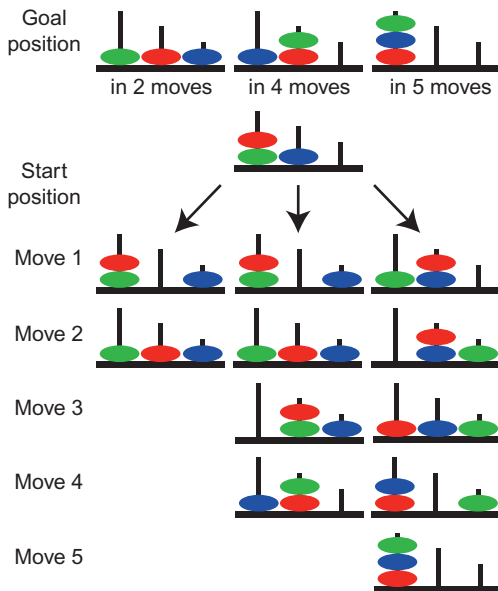 Goal
position
in 2 moves
in 4 moves
in 5 moves
Start
position
Move 1
Move 2
Move 3
Move 4
Move 5